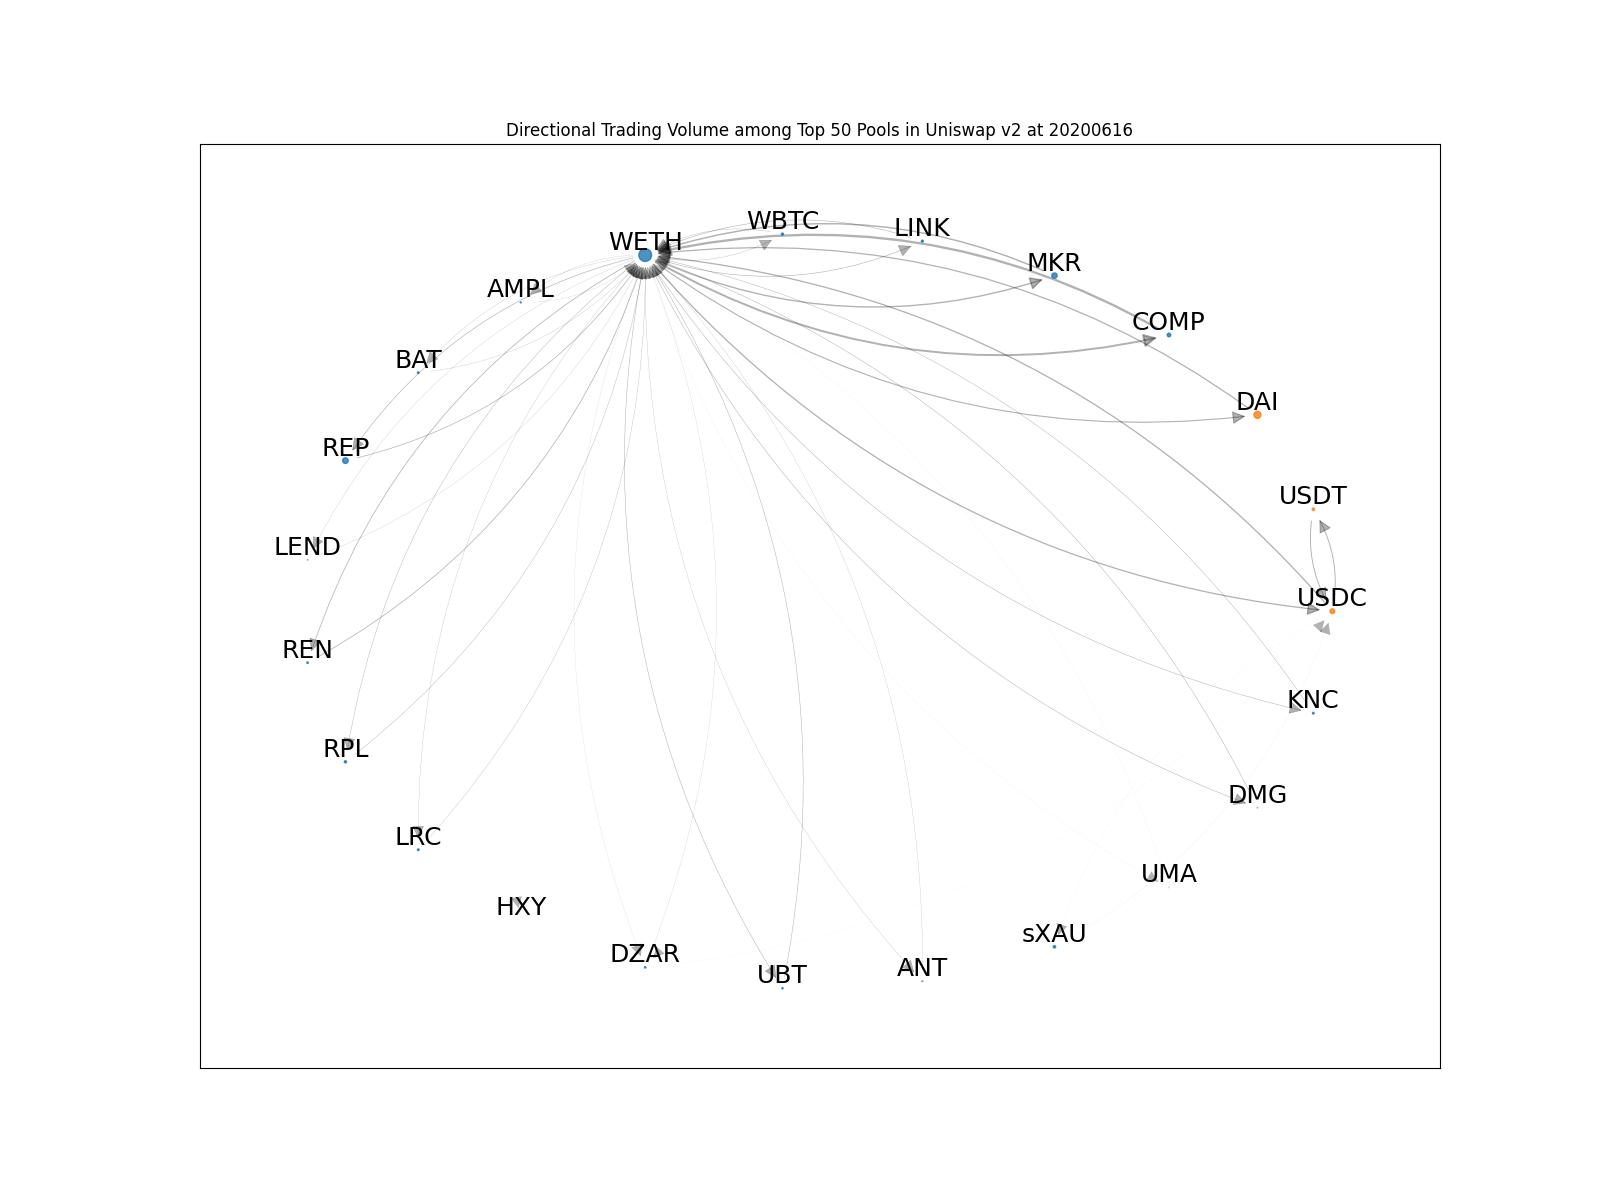 Directional Trading Volume among Top 50 Pools in Uniswap v2 at 20200616
WBTC
LINK
WETH
MKR
AMPL
COMP
BAT
DAI
REP
USDT
LEND
USDC
REN
KNC
RPL
DMG
LRC
UMA
HXY
sXAU
DZAR
UBT
ANT